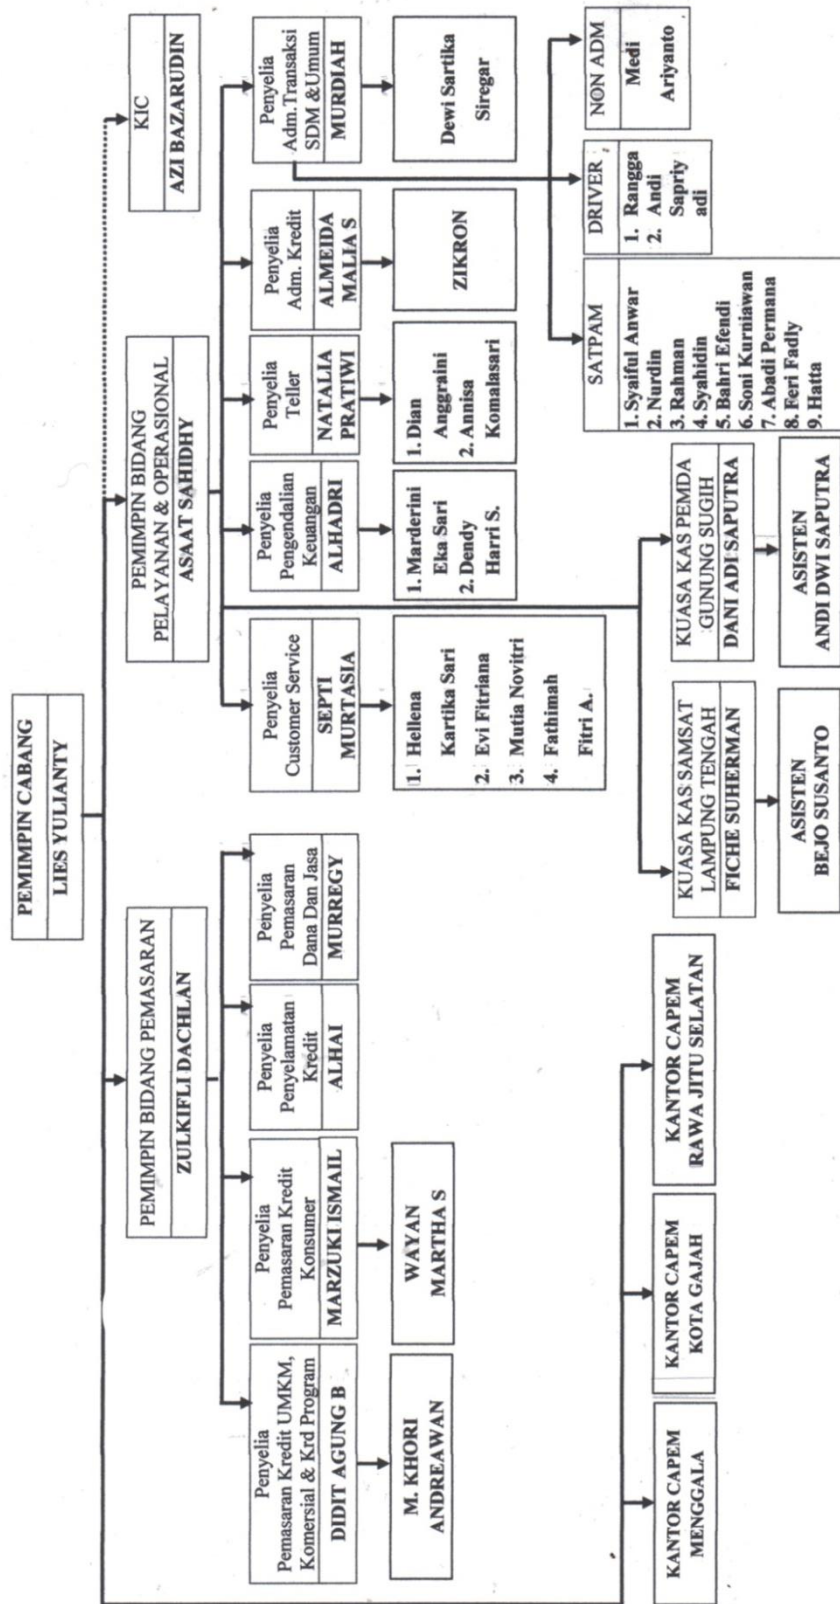 PEMIMPIN CABANG
LIES YULIANTY
PEMIMPIN BIDANG PEMASARAN
ZULKIFLI DACHLAN
PEMIMPIN BIDANG
PELAYANAN & OPERASIONAL
ASAAT SAHIDHY
KIC
AZI BAZARUDIN
Penyelia
Pemasaran Kredit UMKM,
Komersial & Krd Program
DIDIT AGUNG B
Penyelia
Pemasaran Kredit
Konsumer
MARZUKI ISMAIL
Penyelia
Penyelamatan
Kredit
ALHAI
Penyelia
Pemasaran
Dana Dan Jasa
MURREGY
Penyelia
Customer Service
SEPTI
MURTASIA
Penyelia
Pengendalian
Keuangan
ALHADRI
Penyelia
Teller
NATALIA
PRATIWI
Penyelia
Adm. Kredit
ALMEIDA
MALIA S
Penyelia
Adm.Transaksi
SDM &Umum
MURDIAH
M. KHORI
ANDREAWAN
WAYAN
MARTHA S
1. Hellena
Kartika Sari
2. Evi Fitriana
3. Mutia Novitri
4. Fathimah
Fitri A.
1. Marderini
Eka Sari
2. Dendy
Harri S.
1. Dian
Anggraini
2. Annisa
Komalasari
ZIKRON
Dewi Sartika
Siregar
KANTOR CAPEM
MENGGALA
KANTOR CAPEM
KOTA GAJAH
KANTOR CAPEM
RAWA JITU SELATAN
KUASA KAS SAMSAT
LAMPUNG TENGAH
FICHE SUHERMAN
KUASA KAS PEMDA
GUNUNG SUGIH
DANI ADI SAPUTRA
SATPAM
1. Syaiful Anwar
2. Nurdin
3. Rahman
4. Syahidin
5. Bahri Efendi
6. Soni Kurniawan
7. Abadi Permana
8. Feri Fadly
9. Hatta
DRIVER
1. Rangga
2. Andi
Sapriy
adi
NON ADM
Medi
Ariyanto
ASISTEN
BEJO SUSANTO
ASISTEN
ANDI DWI SAPUTRA